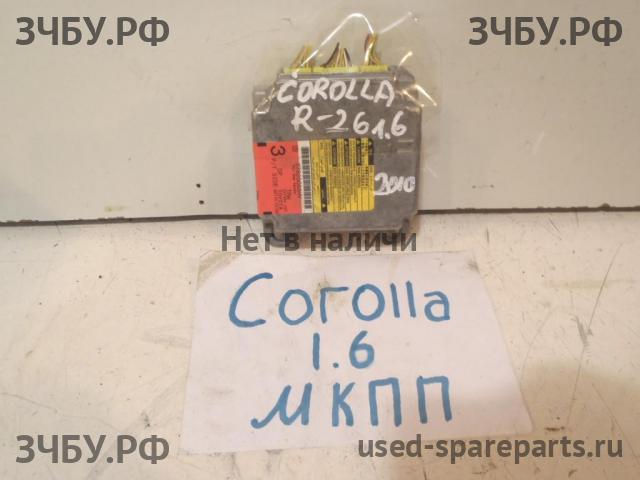 ЗЧБУ.РФ
ЗЧБУ.РФ
COROLLA
R-26 1.6
3
2010
Нет в наличии
Corolla
1.6
МКПП
ЗЧБУ.РФ
used-spareparts.ru